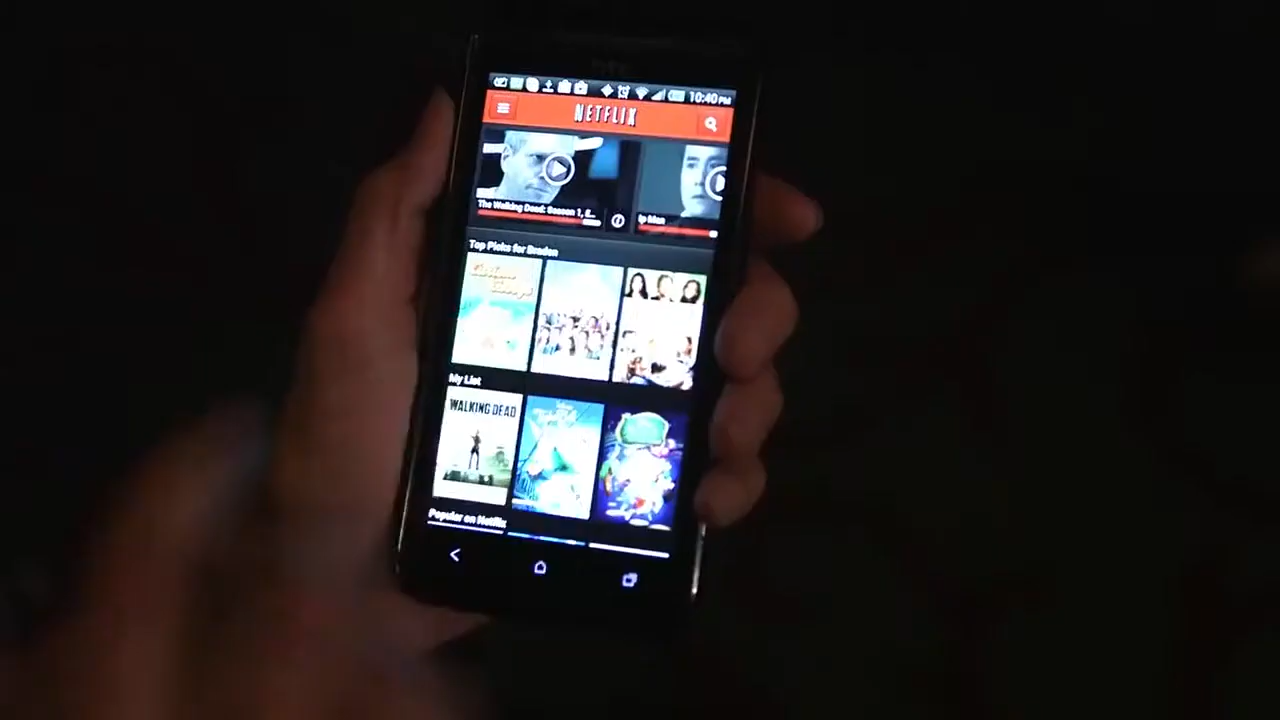 10:40 PM
NETFLIX
The Walking Dead: Season 1, E...
Ip Man
Top Picks for Braden
My List
WALKING DEAD
Popular on Netflix